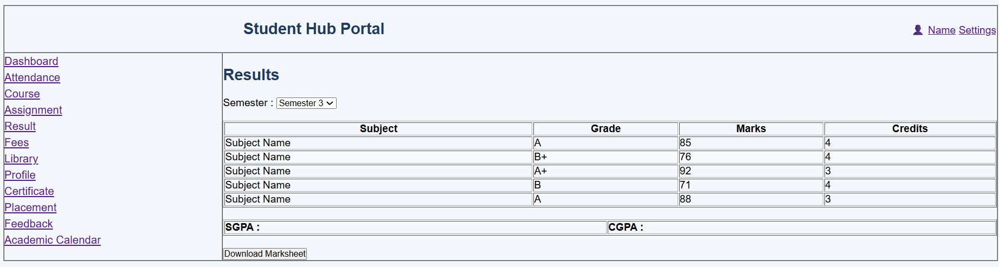 Student Hub Portal
Name Settings
Dashboard
Attendance
Course
Assignment
Result
Fees
Library
Profile
Certificate
Placement
Feedback
Academic Calendar
Results
Semester : Semester 3
Subject Grade Marks Credits
Subject Name A 85 4
Subject Name B+ 76 4
Subject Name A+ 92 3
Subject Name B 71 4
Subject Name A 88 3
SGPA : CGPA :
Download Marksheet